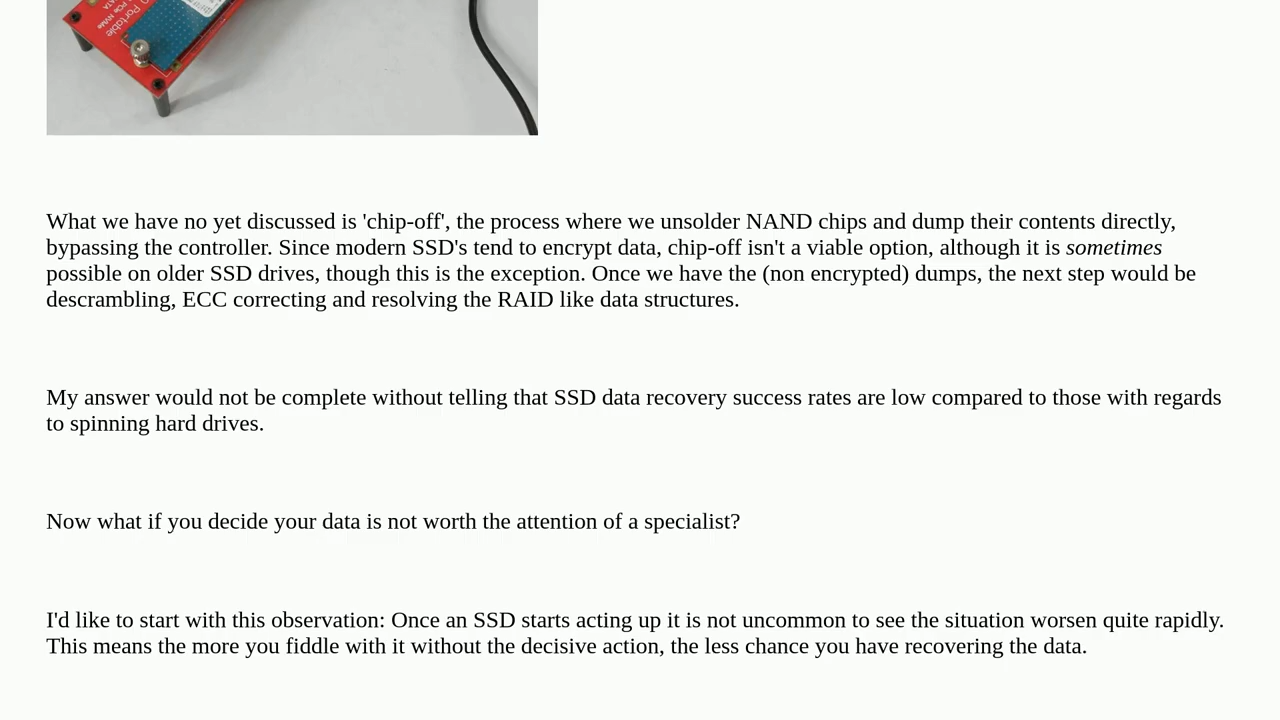 Portable
PCIe NVMe
What we have no yet discussed is 'chip-off', the process where we unsolder NAND chips and dump their contents directly,
bypassing the controller. Since modern SSD's tend to encrypt data, chip-off isn't a viable option, although it is sometimes
possible on older SSD drives, though this is the exception. Once we have the (non encrypted) dumps, the next step would be
descrambling, ECC correcting and resolving the RAID like data structures.
My answer would not be complete without telling that SSD data recovery success rates are low compared to those with regards
to spinning hard drives.
Now what if you decide your data is not worth the attention of a specialist?
I'd like to start with this observation: Once an SSD starts acting up it is not uncommon to see the situation worsen quite rapidly.
This means the more you fiddle with it without the decisive action, the less chance you have recovering the data.